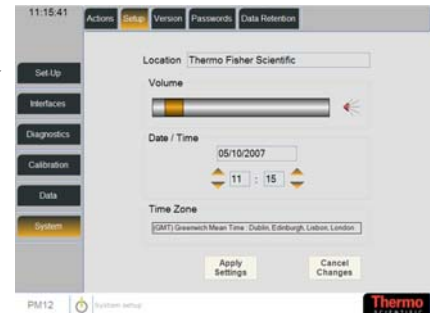 11:15:41
Actions Setup Version Passwords Data Retention
Location Thermo Fisher Scientific
Volume
Set-Up
Interfaces
Diagnostics
Calibration
Data
System
Date / Time
05/10/2007
11 : 15
Time Zone
(GMT) Greenwich Mean Time : Dublin, Edinburgh, Lisbon, London
Apply Settings
Cancel Changes
PM12
System setup
Thermo
SCIENTIFIC